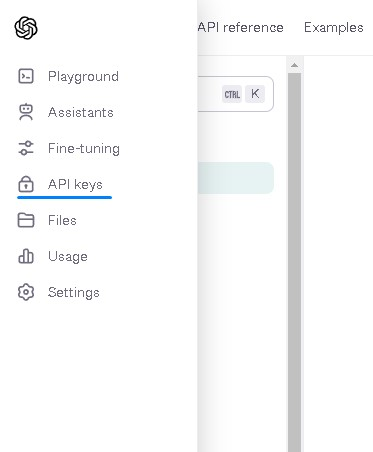 API reference Examples
CTRL K
Playground
Assistants
Fine-tuning
API keys
Files
Usage
Settings